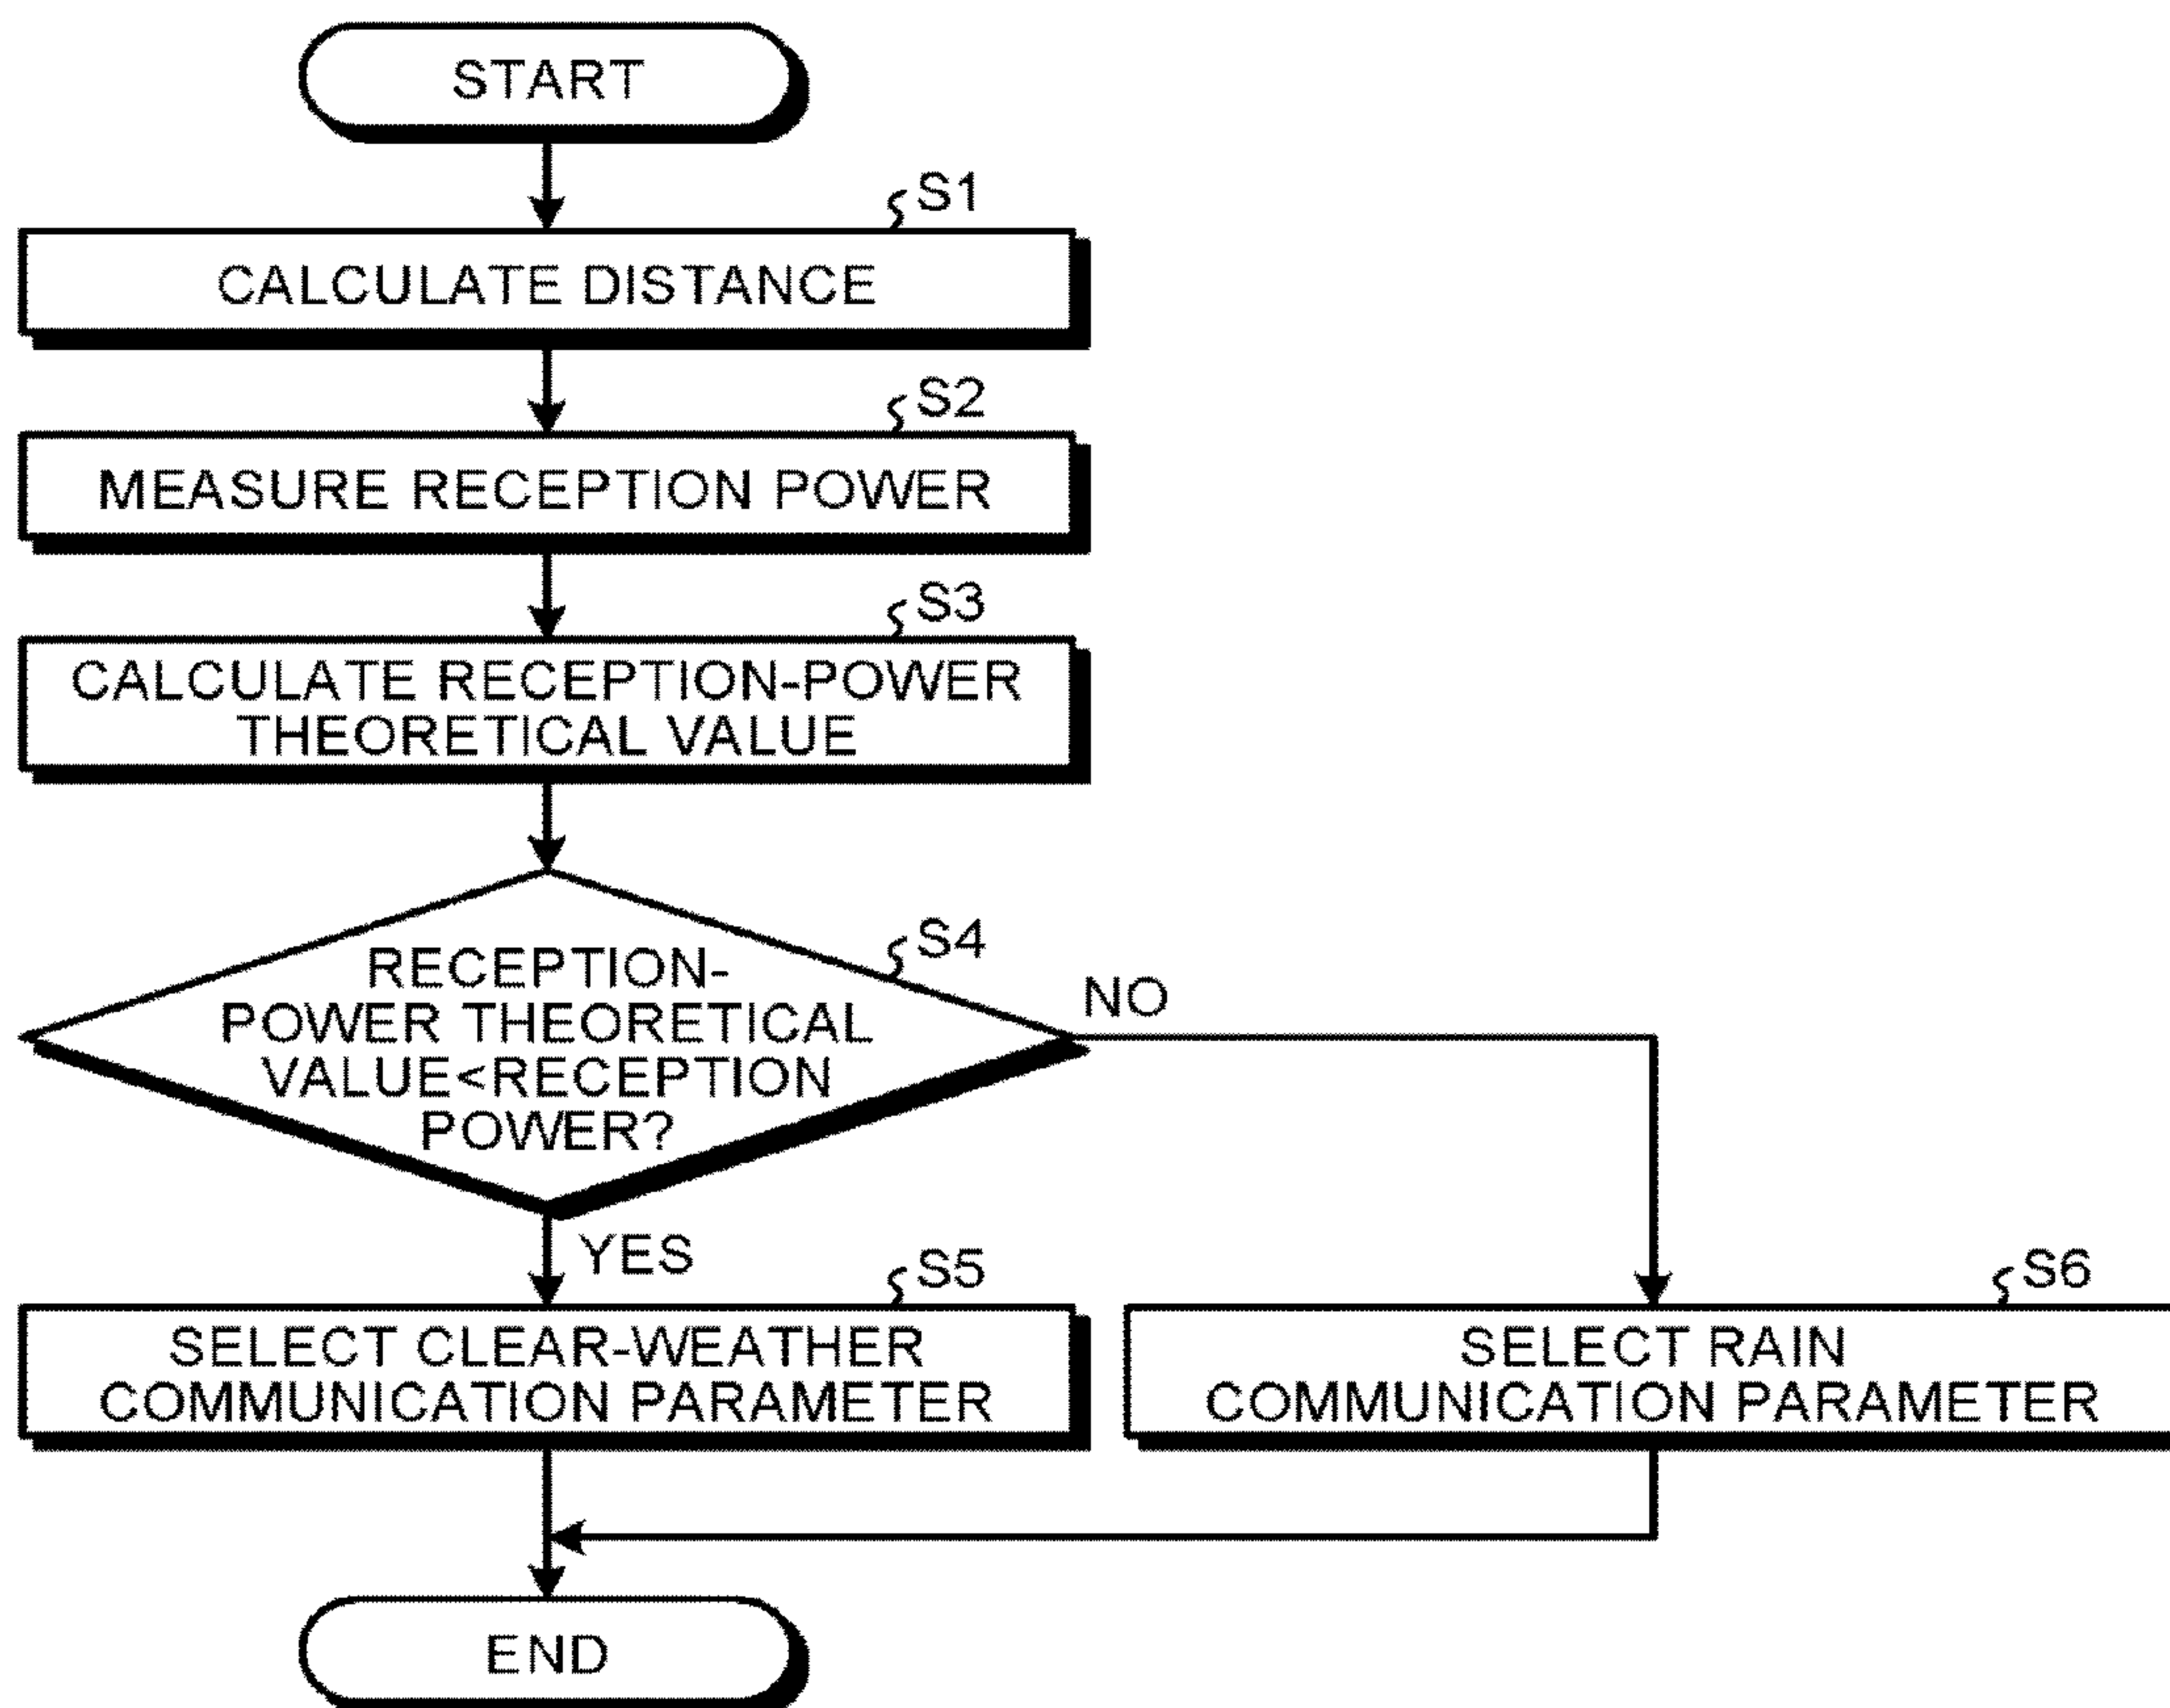 START
S1
CALCULATE DISTANCE
S2
MEASURE RECEPTION POWER
S3
CALCULATE RECEPTION-POWER
THEORETICAL VALUE
S4
RECEPTION-
POWER THEORETICAL
VALUE<RECEPTION
POWER?
NO
YES
S5
SELECT CLEAR-WEATHER
COMMUNICATION PARAMETER
S6
SELECT RAIN
COMMUNICATION PARAMETER
END